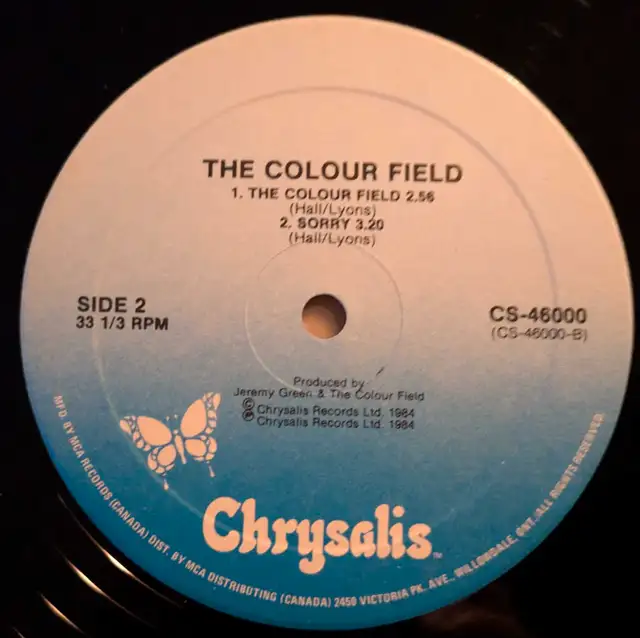 THE COLOUR FIELD
1. THE COLOUR FIELD 2.56
(Hall/Lyons)
2. SORRY 3.20
(Hall/Lyons)
SIDE 2
33 1/3 RPM
CS-46000
(CS-46000-B)
Produced by
Jeremy Green & The Colour Field
© Chrysalis Records Ltd. 1984
℗ Chrysalis Records Ltd. 1984
Chrysalis™
MFD. BY MCA RECORDS (CANADA) DIST. BY MCA DISTRIBUTING (CANADA) 2450 VICTORIA PK. AVE., WILLOWDALE, ONT. ALL RIGHTS RESERVED.